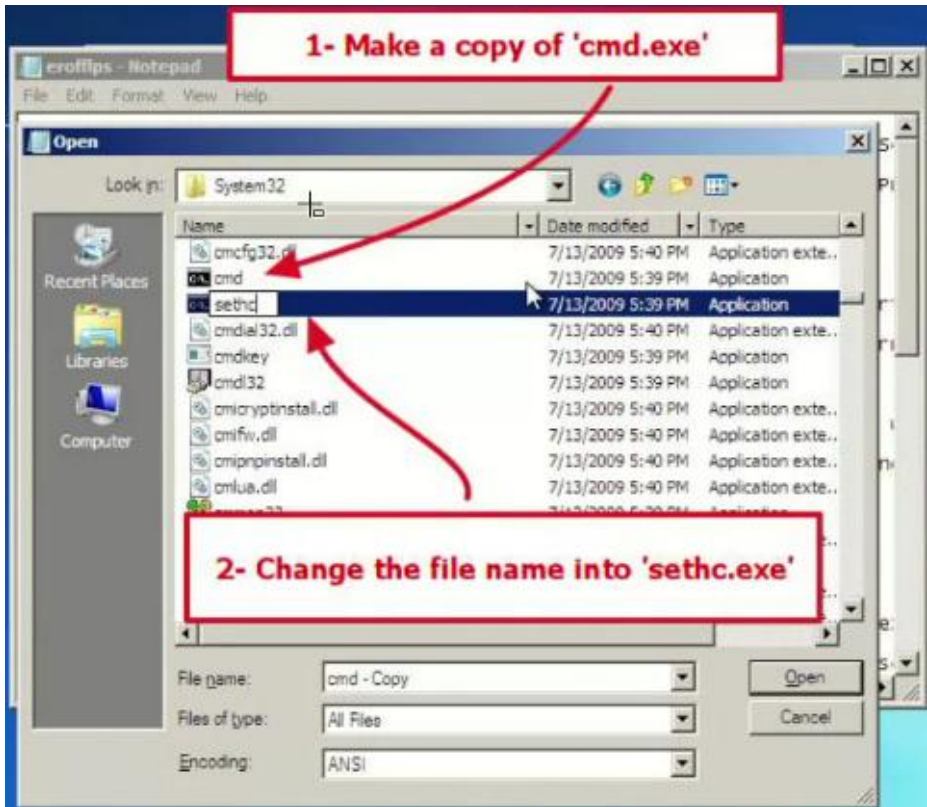 1- Make a copy of 'cmd.exe'
erofflps - Notepad
File Edit Format View Help
Open
Look in: System32
Name Date modified Type
cmcfg32.dll 7/13/2009 5:40 PM Application exte..
cmd 7/13/2009 5:39 PM Application
sethc 7/13/2009 5:39 PM Application
cmdial32.dll 7/13/2009 5:40 PM Application exte..
cmdkey 7/13/2009 5:39 PM Application
cmdl32 7/13/2009 5:39 PM Application
cmicryptinstall.dll 7/13/2009 5:40 PM Application exte..
cmifw.dll 7/13/2009 5:40 PM Application exte..
cmipnpinstall.dll 7/13/2009 5:40 PM Application exte..
cmlua.dll 7/13/2009 5:40 PM Application exte..
Recent Places
Libraries
Computer
2- Change the file name into 'sethc.exe'
File name: cmd - Copy Open
Files of type: All Files Cancel
Encoding: ANSI